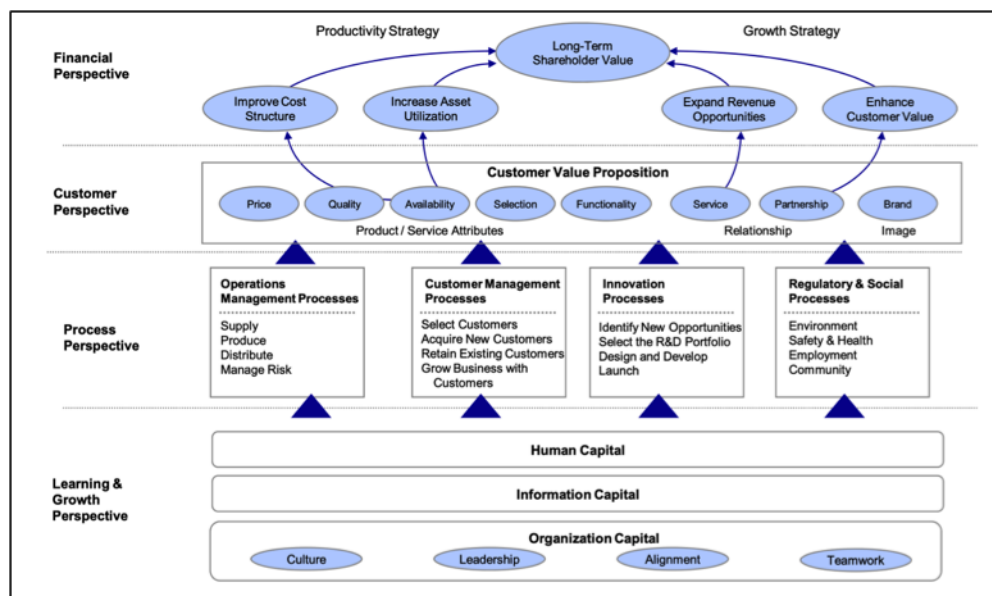 Productivity Strategy
Long-Term
Shareholder Value
Growth Strategy
Financial
Perspective
Improve Cost
Structure
Increase Asset
Utilization
Expand Revenue
Opportunities
Enhance
Customer Value
Customer
Perspective
Customer Value Proposition
Price
Quality
Availability
Selection
Functionality
Service
Partnership
Brand
Product / Service Attributes
Relationship
Image
Process
Perspective
Operations
Management Processes
Supply
Produce
Distribute
Manage Risk
Customer Management
Processes
Select Customers
Acquire New Customers
Retain Existing Customers
Grow Business with
Customers
Innovation
Processes
Identify New Opportunities
Select the R&D Portfolio
Design and Develop
Launch
Regulatory & Social
Processes
Environment
Safety & Health
Employment
Community
Learning &
Growth
Perspective
Human Capital
Information Capital
Organization Capital
Culture
Leadership
Alignment
Teamwork